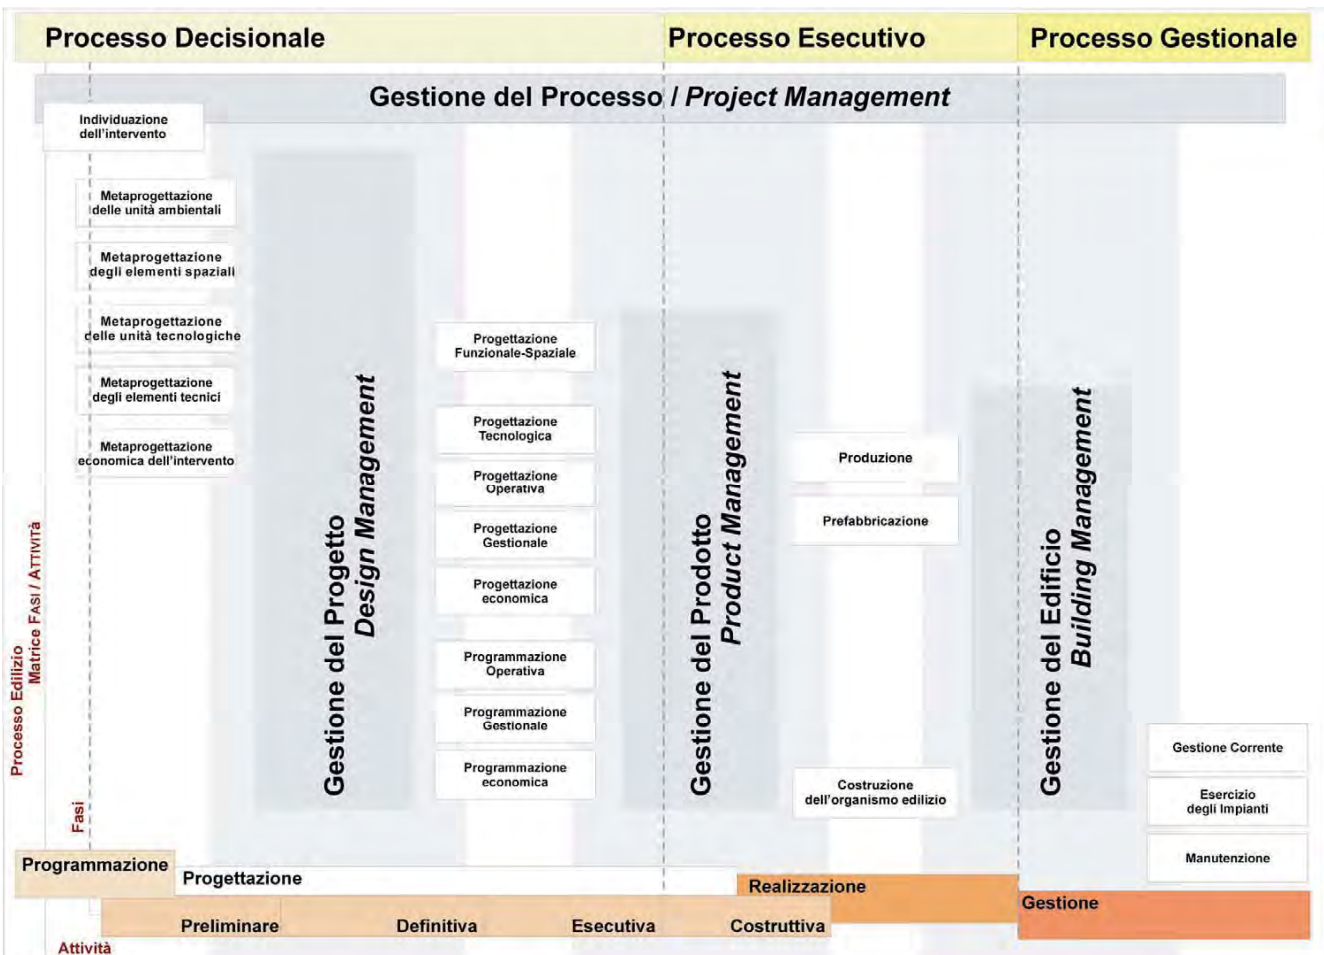 Processo Decisionale
Processo Esecutivo
Processo Gestionale
Gestione del Processo / Project Management
Individuazione
dell'intervento
Metaprogettazione
delle unità ambientali
Metaprogettazione
degli elementi spaziali
Metaprogettazione
delle unità tecnologiche
Metaprogettazione
degli elementi tecnici
Metaprogettazione
economica dell'intervento
Gestione del Progetto
Design Management
Progettazione
Funzionale-Spaziale
Progettazione
Tecnologica
Progettazione
Operativa
Progettazione
Gestionale
Progettazione
economica
Programmazione
Operativa
Programmazione
Gestionale
Programmazione
economica
Gestione del Prodotto
Product Management
Produzione
Prefabbricazione
Costruzione
dell'organismo edilizio
Gestione del Edificio
Building Management
Gestione Corrente
Esercizio
degli Impianti
Manutenzione
Processo Edilizio
Matrice FASI / ATTIVITÀ
Fasi
Programmazione
Progettazione
Realizzazione
Gestione
Preliminare
Definitiva
Esecutiva
Costruttiva
Attività